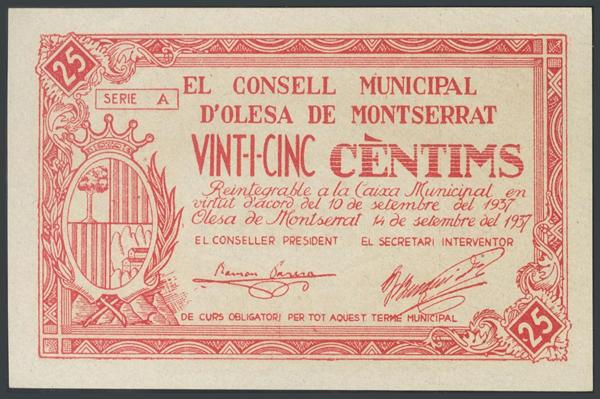 25
EL CONSELL MUNICIPAL
SERIE A
D'OLESA DE MONTSERRAT
VINT-I-CINC CÈNTIMS
Reintegrable a la Caixa Municipal en
virtut d'acord del 10 de setembre del 1937
Olesa de Montserrat 14 de setembre del 1937
EL CONSELLER PRESIDENT EL SECRETARI INTERVENTOR
Ramon Parera
DE CURS OBLIGATORI PER TOT AQUEST TERME MUNICIPAL
25